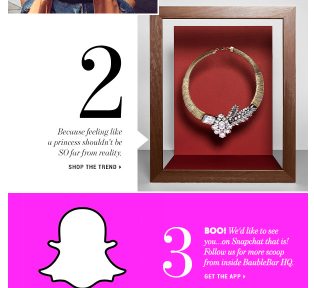 2
Because feeling like
a princess shouldn't be
SO far from reality.
SHOP THE TREND
3
BOO! We'd like to see
you...on Snapchat that is!
Follow us for more scoop
from inside BaubleBar HQ.
GET THE APP